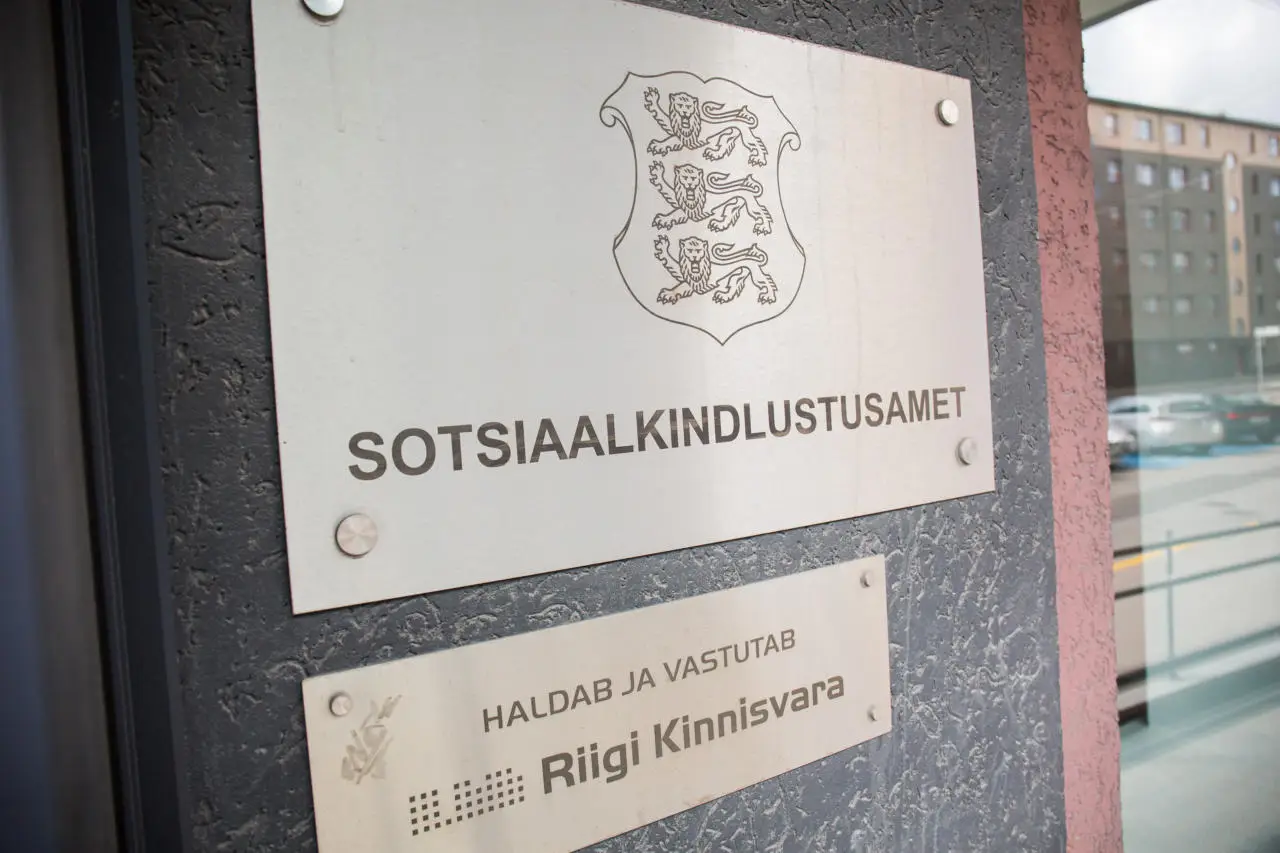 SOTSIAALKINDLUSTUSAMET
HALDAB JA VASTUTAB
Riigi Kinnisvara